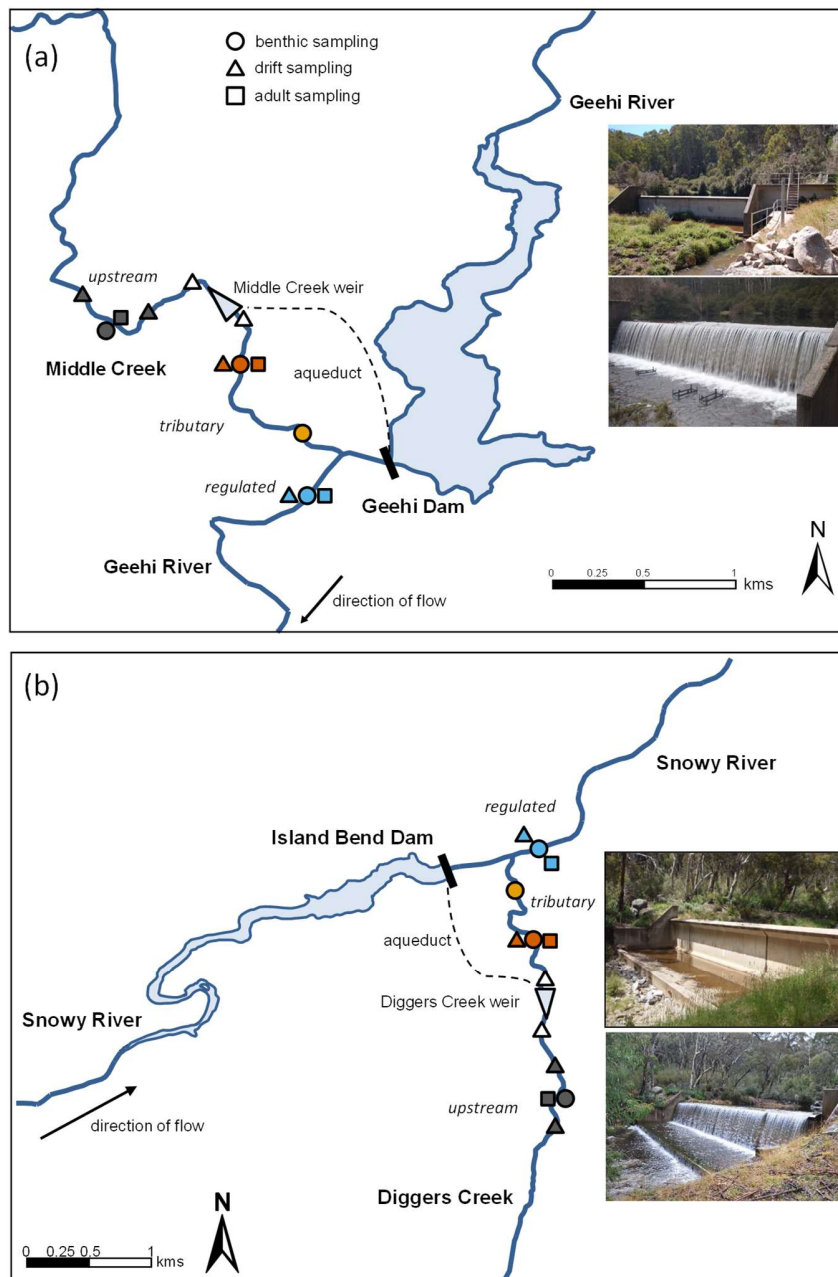 (a)
benthic sampling
drift sampling
adult sampling
Geehi River
upstream
Middle Creek weir
Middle Creek
aqueduct
tributary
regulated
Geehi Dam
Geehi River
direction of flow
N
0 0.25 0.5 1
kms
(b)
Snowy River
regulated
Island Bend Dam
tributary
aqueduct
Diggers Creek weir
Snowy River
direction of flow
upstream
Diggers Creek
N
0 0.25 0.5 1
kms